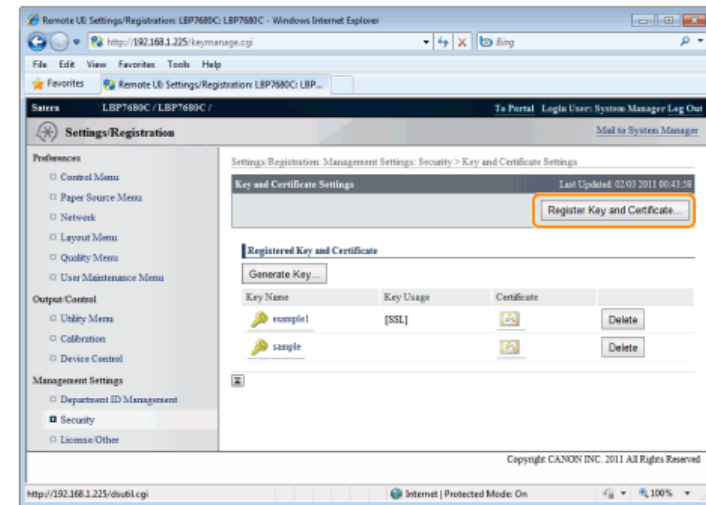 Remote UI: Settings/Registration: LBP7680C: LBP7680C - Windows Internet Explorer
http://192.168.1.225/keymanage.cgi
Bing
File Edit View Favorites Tools Help
Favorites Remote UI: Settings/Registration: LBP7680C: LBP...
Satera LBP7680C / LBP7680C / To Portal Login User: System Manager Log Out
Settings/Registration Mail to System Manager
Preferences
Control Menu
Paper Source Menu
Network
Layout Menu
Quality Menu
User Maintenance Menu
Output/Control
Utility Menu
Calibration
Device Control
Management Settings
Department ID Management
Security
License/Other
Settings/Registration: Management Settings: Security > Key and Certificate Settings
Key and Certificate Settings Last Updated: 02/03 2011 00:43:58
Register Key and Certificate...
Registered Key and Certificate
Generate Key...
Key Name Key Usage Certificate
example1 [SSL] Delete
sample Delete
Copyright CANON INC. 2011 All Rights Reserved
http://192.168.1.225/dsutil.cgi Internet | Protected Mode: On 100%